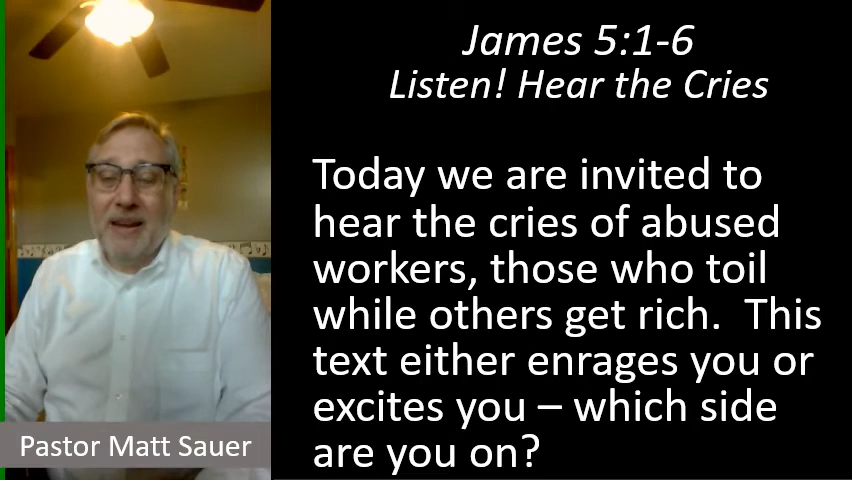 James 5:1-6
Listen! Hear the Cries
Today we are invited to
hear the cries of abused
workers, those who toil
while others get rich.  This
text either enrages you or
excites you – which side
are you on?
Pastor Matt Sauer